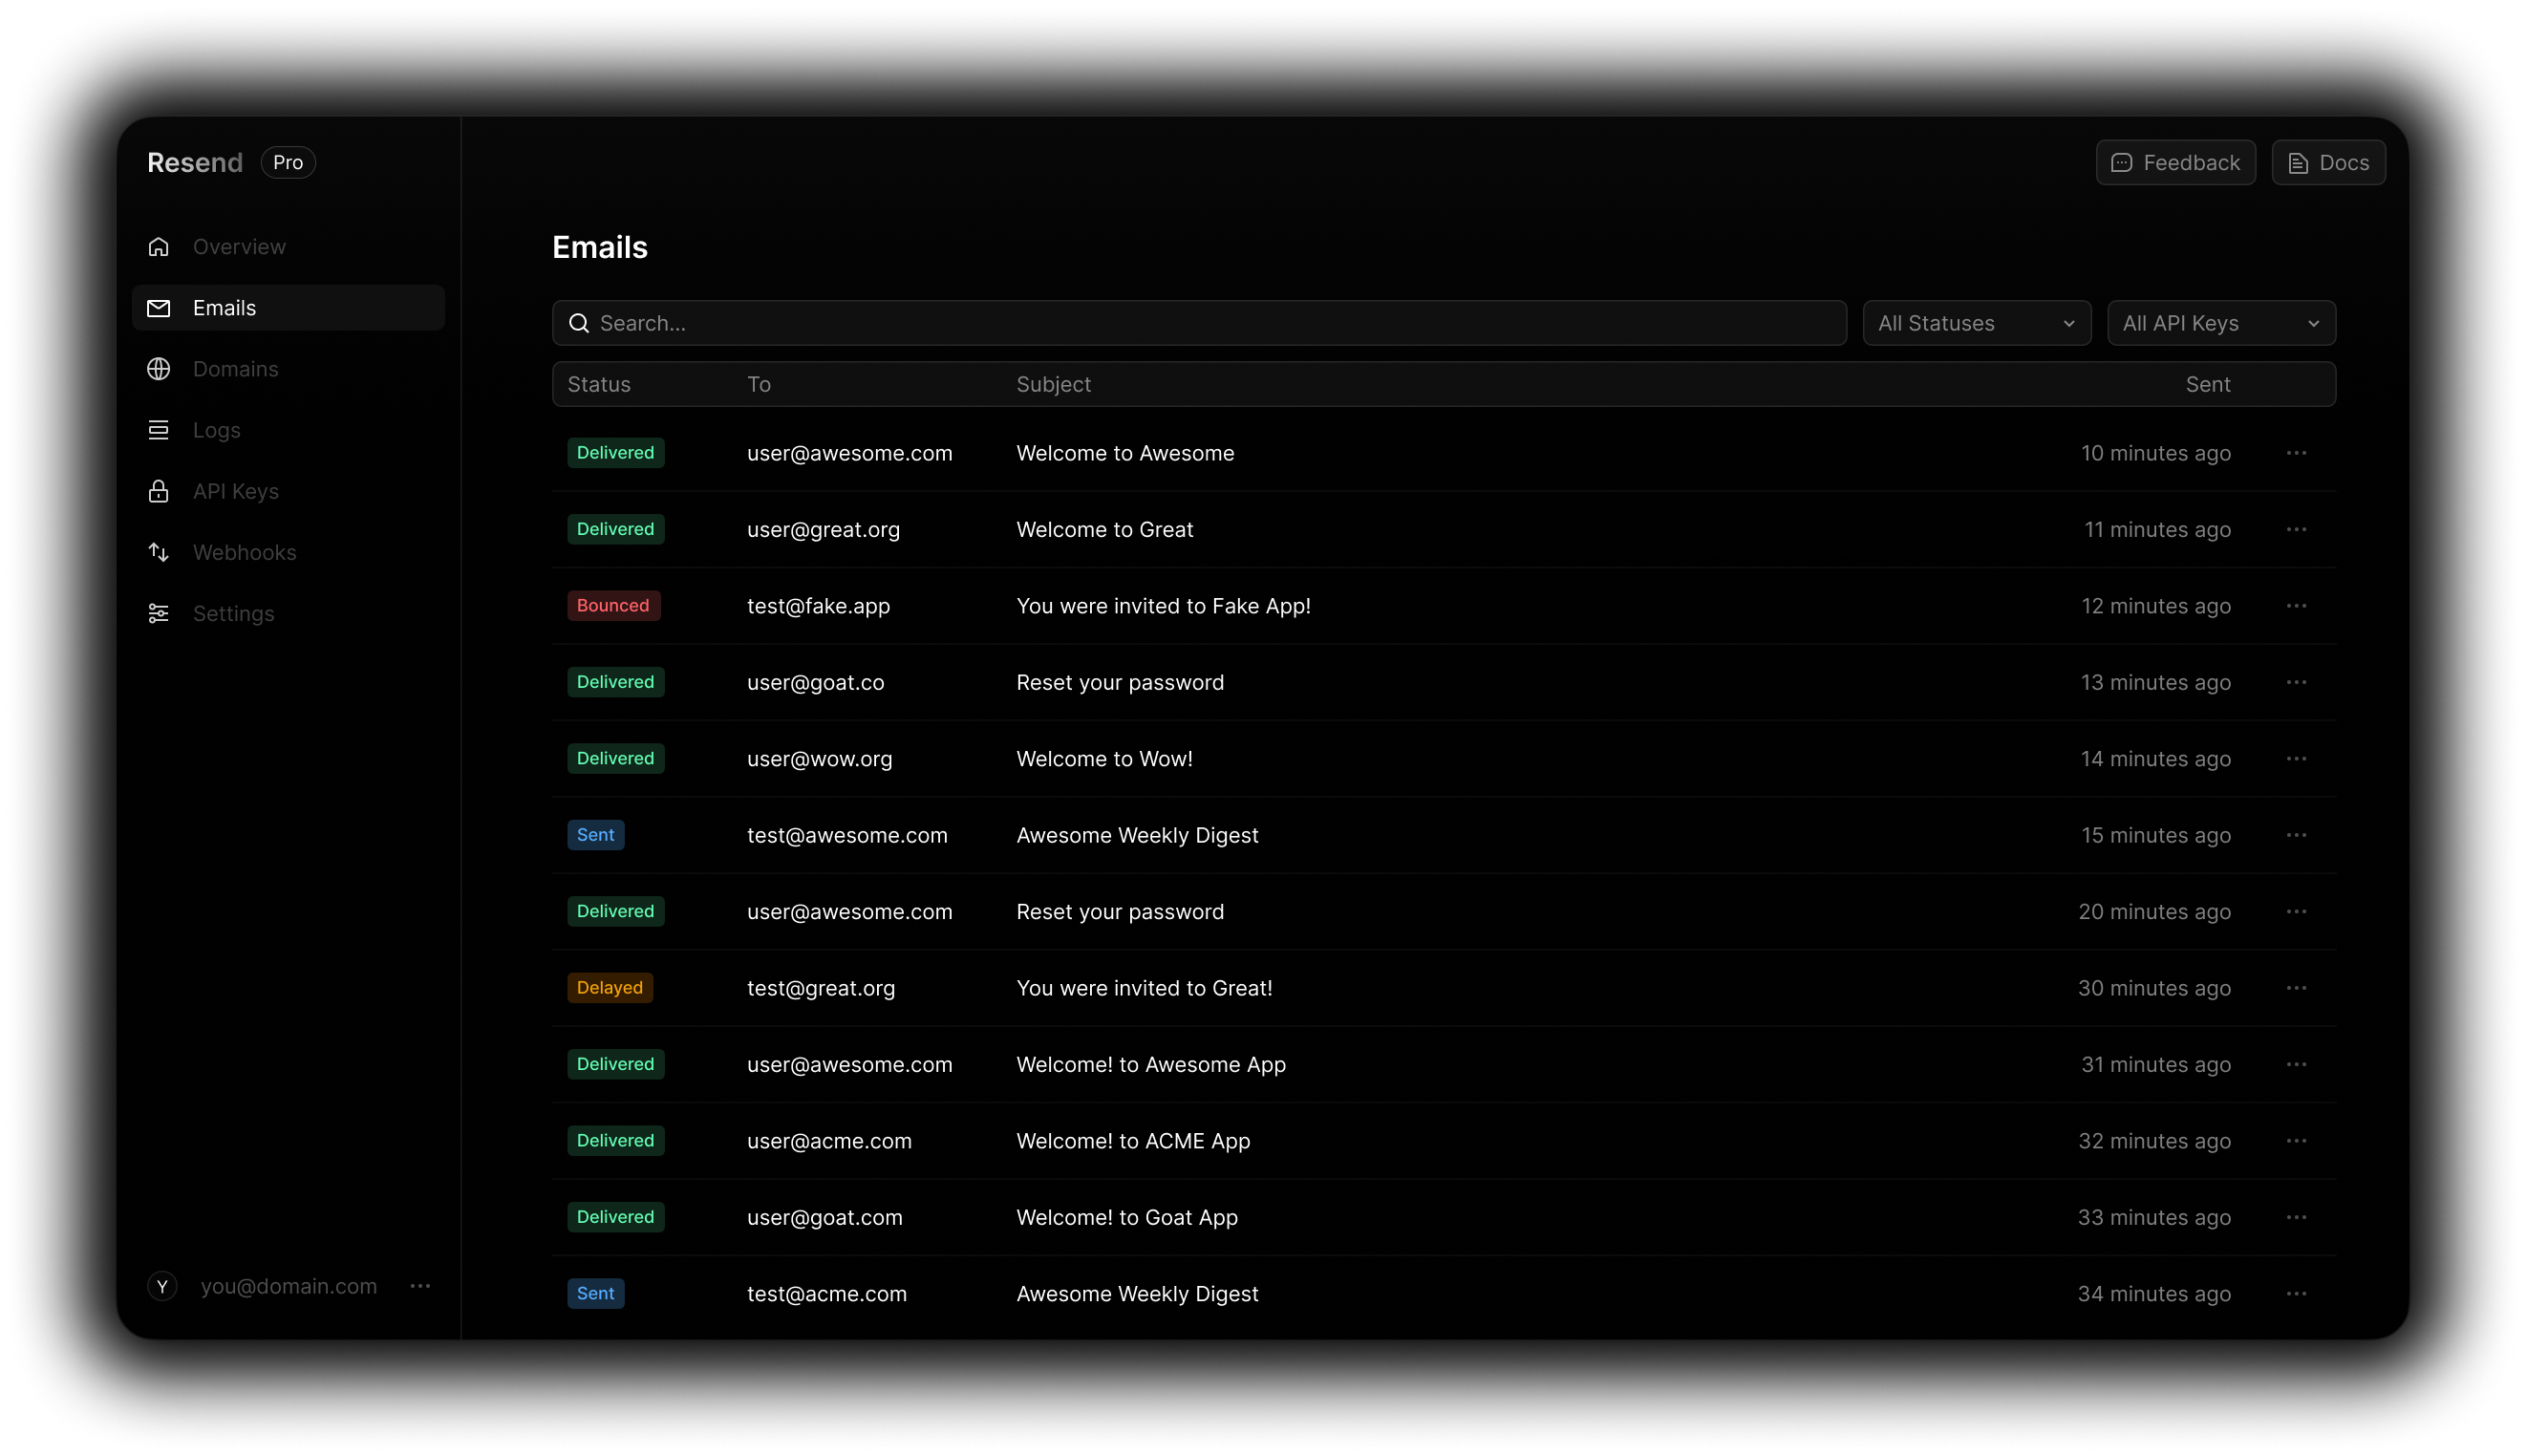 Resend Pro
Feedback Docs
Overview
Emails
Domains
Logs
API Keys
Webhooks
Settings
Y you@domain.com
Emails
Search... All Statuses All API Keys
Status To Subject Sent
Delivered user@awesome.com Welcome to Awesome 10 minutes ago
Delivered user@great.org Welcome to Great 11 minutes ago
Bounced test@fake.app You were invited to Fake App! 12 minutes ago
Delivered user@goat.co Reset your password 13 minutes ago
Delivered user@wow.org Welcome to Wow! 14 minutes ago
Sent test@awesome.com Awesome Weekly Digest 15 minutes ago
Delivered user@awesome.com Reset your password 20 minutes ago
Delayed test@great.org You were invited to Great! 30 minutes ago
Delivered user@awesome.com Welcome! to Awesome App 31 minutes ago
Delivered user@acme.com Welcome! to ACME App 32 minutes ago
Delivered user@goat.com Welcome! to Goat App 33 minutes ago
Sent test@acme.com Awesome Weekly Digest 34 minutes ago